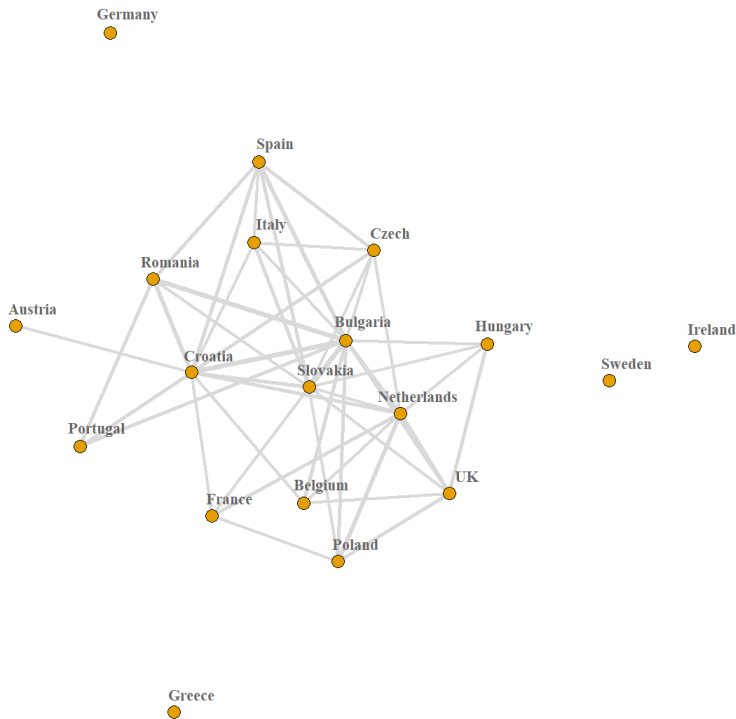 Germany
Spain
Italy
Czech
Romania
Austria
Bulgaria
Hungary
Ireland
Croatia
Slovakia
Sweden
Netherlands
Portugal
UK
Belgium
France
Poland
Greece